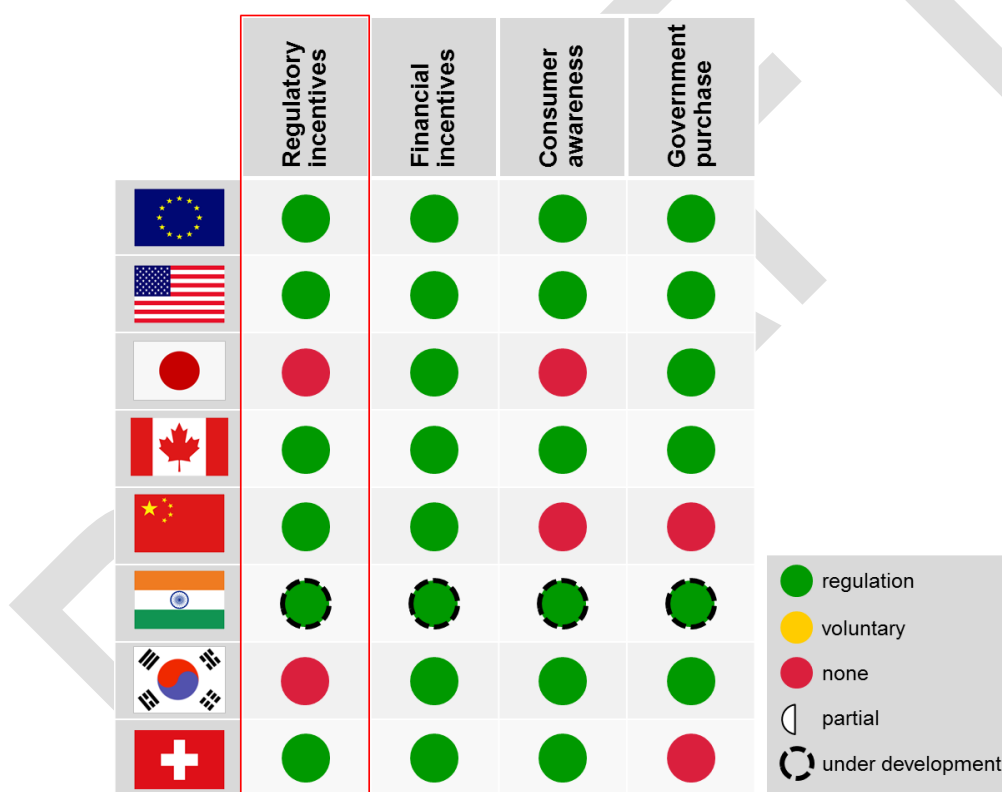 Regulatory
incentives
Financial
incentives
Consumer
awareness
Government
purchase
regulation
voluntary
none
partial
under development